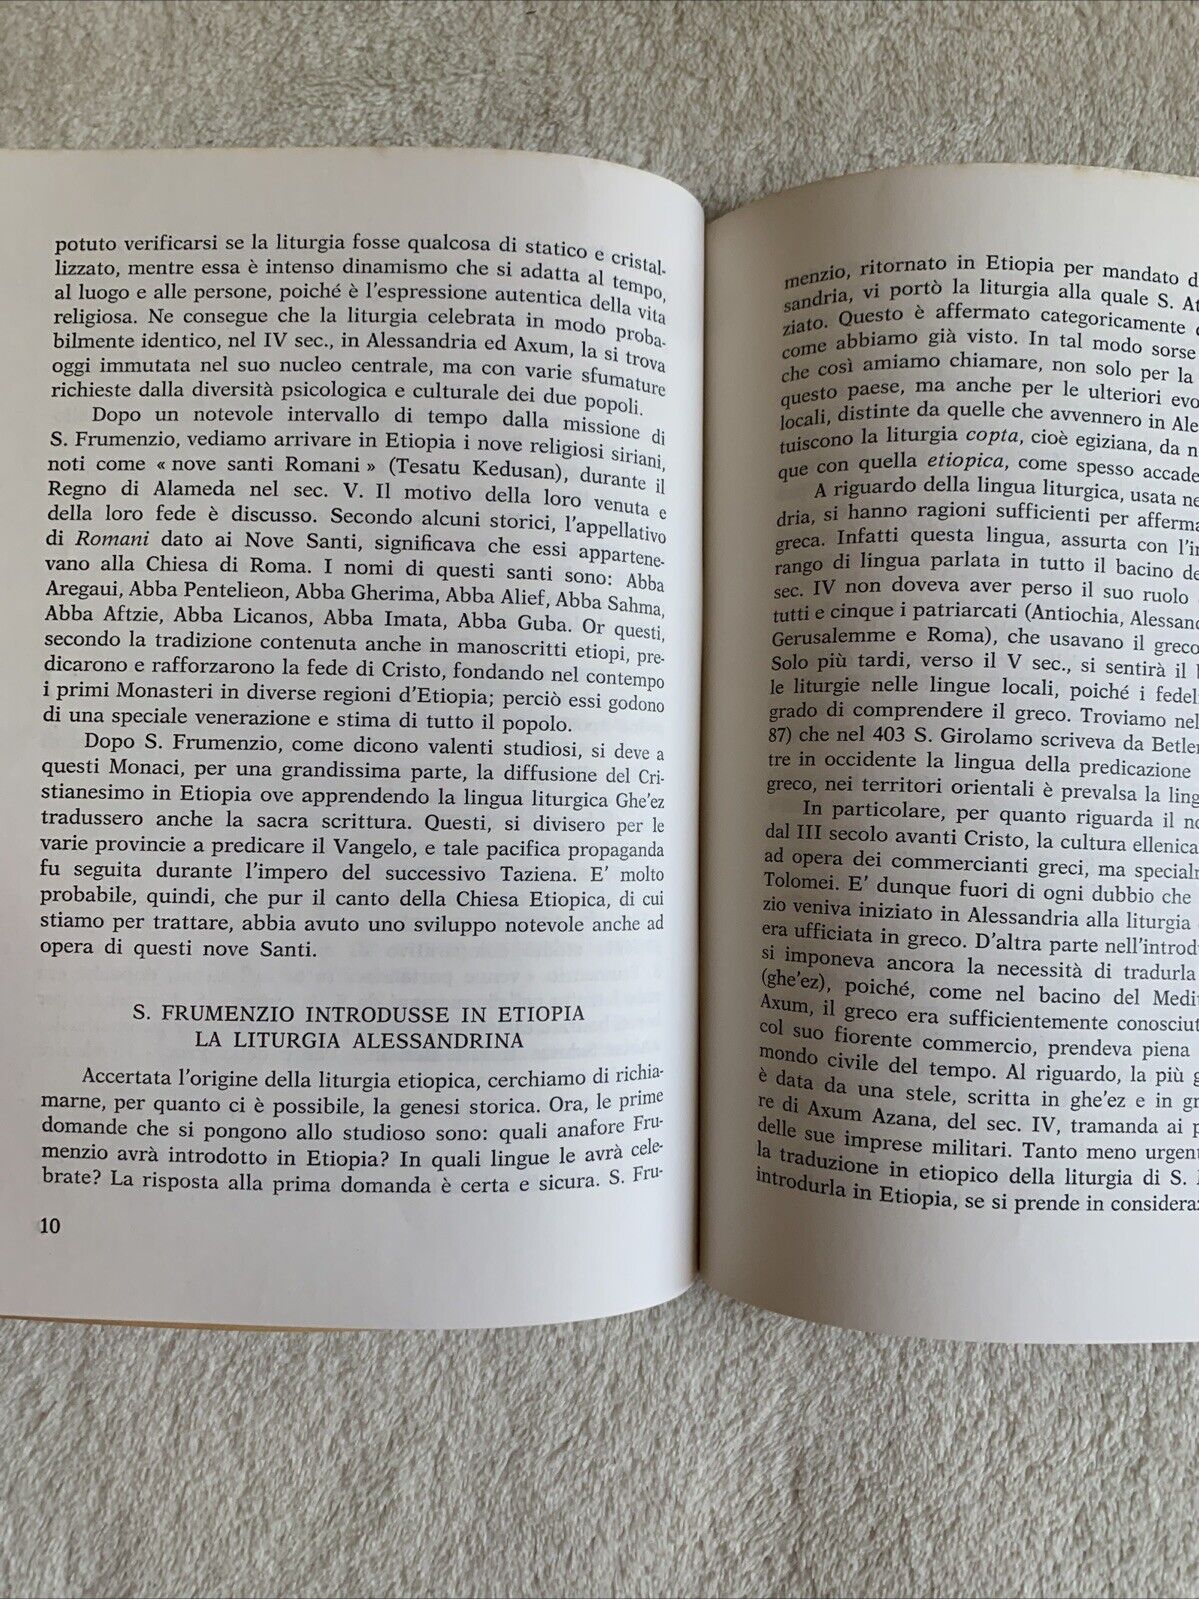 potuto verificarsi se la liturgia fosse qualcosa di statico e cristal-
lizzato, mentre essa è intenso dinamismo che si adatta al tempo,
al luogo e alle persone, poiché è l'espressione autentica della vita
religiosa. Ne consegue che la liturgia celebrata in modo proba-
bilmente identico, nel IV sec., in Alessandria ed Axum, la si trova
oggi immutata nel suo nucleo centrale, ma con varie sfumature
richieste dalla diversità psicologica e culturale dei due popoli.
Dopo un notevole intervallo di tempo dalla missione di
S. Frumenzio, vediamo arrivare in Etiopia i nove religiosi siriani,
noti come « nove santi Romani » (Tesatu Kedusan), durante il
Regno di Alameda nel sec. V. Il motivo della loro venuta e
della loro fede è discusso. Secondo alcuni storici, l'appellativo
di Romani dato ai Nove Santi, significava che essi appartene-
vano alla Chiesa di Roma. I nomi di questi santi sono: Abba
Aregaui, Abba Pentelieon, Abba Gherima, Abba Alief, Abba Sahma,
Abba Aftzie, Abba Licanos, Abba Imata, Abba Guba. Or questi,
secondo la tradizione contenuta anche in manoscritti etiopi, pre-
dicarono e rafforzarono la fede di Cristo, fondando nel contempo
i primi Monasteri in diverse regioni d'Etiopia; perciò essi godono
di una speciale venerazione e stima di tutto il popolo.
Dopo S. Frumenzio, come dicono valenti studiosi, si deve a
questi Monaci, per una grandissima parte, la diffusione del Cri-
stianesimo in Etiopia ove apprendendo la lingua liturgica Ghe'ez
tradussero anche la sacra scrittura. Questi, si divisero per le
varie provincie a predicare il Vangelo, e tale pacifica propaganda
fu seguita durante l'impero del successivo Taziena. E' molto
probabile, quindi, che pur il canto della Chiesa Etiopica, di cui
stiamo per trattare, abbia avuto uno sviluppo notevole anche ad
opera di questi nove Santi.
S. FRUMENZIO INTRODUSSE IN ETIOPIA
LA LITURGIA ALESSANDRINA
Accertata l'origine della liturgia etiopica, cerchiamo di richia-
marne, per quanto ci è possibile, la genesi storica. Ora, le prime
domande che si pongono allo studioso sono: quali anafore Fru-
menzio avrà introdotto in Etiopia? In quali lingue le avrà cele-
brate? La risposta alla prima domanda è certa e sicura. S. Fru-
10
menzio, ritornato in Etiopia per mandato d
sandria, vi portò la liturgia alla quale S. At
ziato. Questo è affermato categoricamente
come abbiamo già visto. In tal modo sorse
che così amiamo chiamare, non solo per la
questo paese, ma anche per le ulteriori evo
locali, distinte da quelle che avvennero in Ale
tuiscono la liturgia copta, cioè egiziana, da n
que con quella etiopica, come spesso accade
A riguardo della lingua liturgica, usata ne
dria, si hanno ragioni sufficienti per afferma
greca. Infatti questa lingua, assurta con l'i
rango di lingua parlata in tutto il bacino de
sec. IV non doveva aver perso il suo ruolo
tutti e cinque i patriarcati (Antiochia, Alessand
Gerusalemme e Roma), che usavano il greco
Solo più tardi, verso il V sec., si sentirà il
le liturgie nelle lingue locali, poiché i fedel
grado di comprendere il greco. Troviamo nel
87) che nel 403 S. Girolamo scriveva da Betle
tre in occidente la lingua della predicazione
greco, nei territori orientali è prevalsa la ling
In particolare, per quanto riguarda il no
dal III secolo avanti Cristo, la cultura ellenica
ad opera dei commercianti greci, ma specialm
Tolomei. E' dunque fuori di ogni dubbio che
zio veniva iniziato in Alessandria alla liturgia
era ufficiata in greco. D'altra parte nell'introdu
si imponeva ancora la necessità di tradurla
(ghe'ez), poiché, come nel bacino del Medi
Axum, il greco era sufficientemente conosciut
col suo fiorente commercio, prendeva piena
mondo civile del tempo. Al riguardo, la più g
è data da una stele, scritta in ghe'ez e in gr
re di Axum Azana, del sec. IV, tramanda ai p
delle sue imprese militari. Tanto meno urgent
la traduzione in etiopico della liturgia di S.
introdurla in Etiopia, se si prende in consideraz